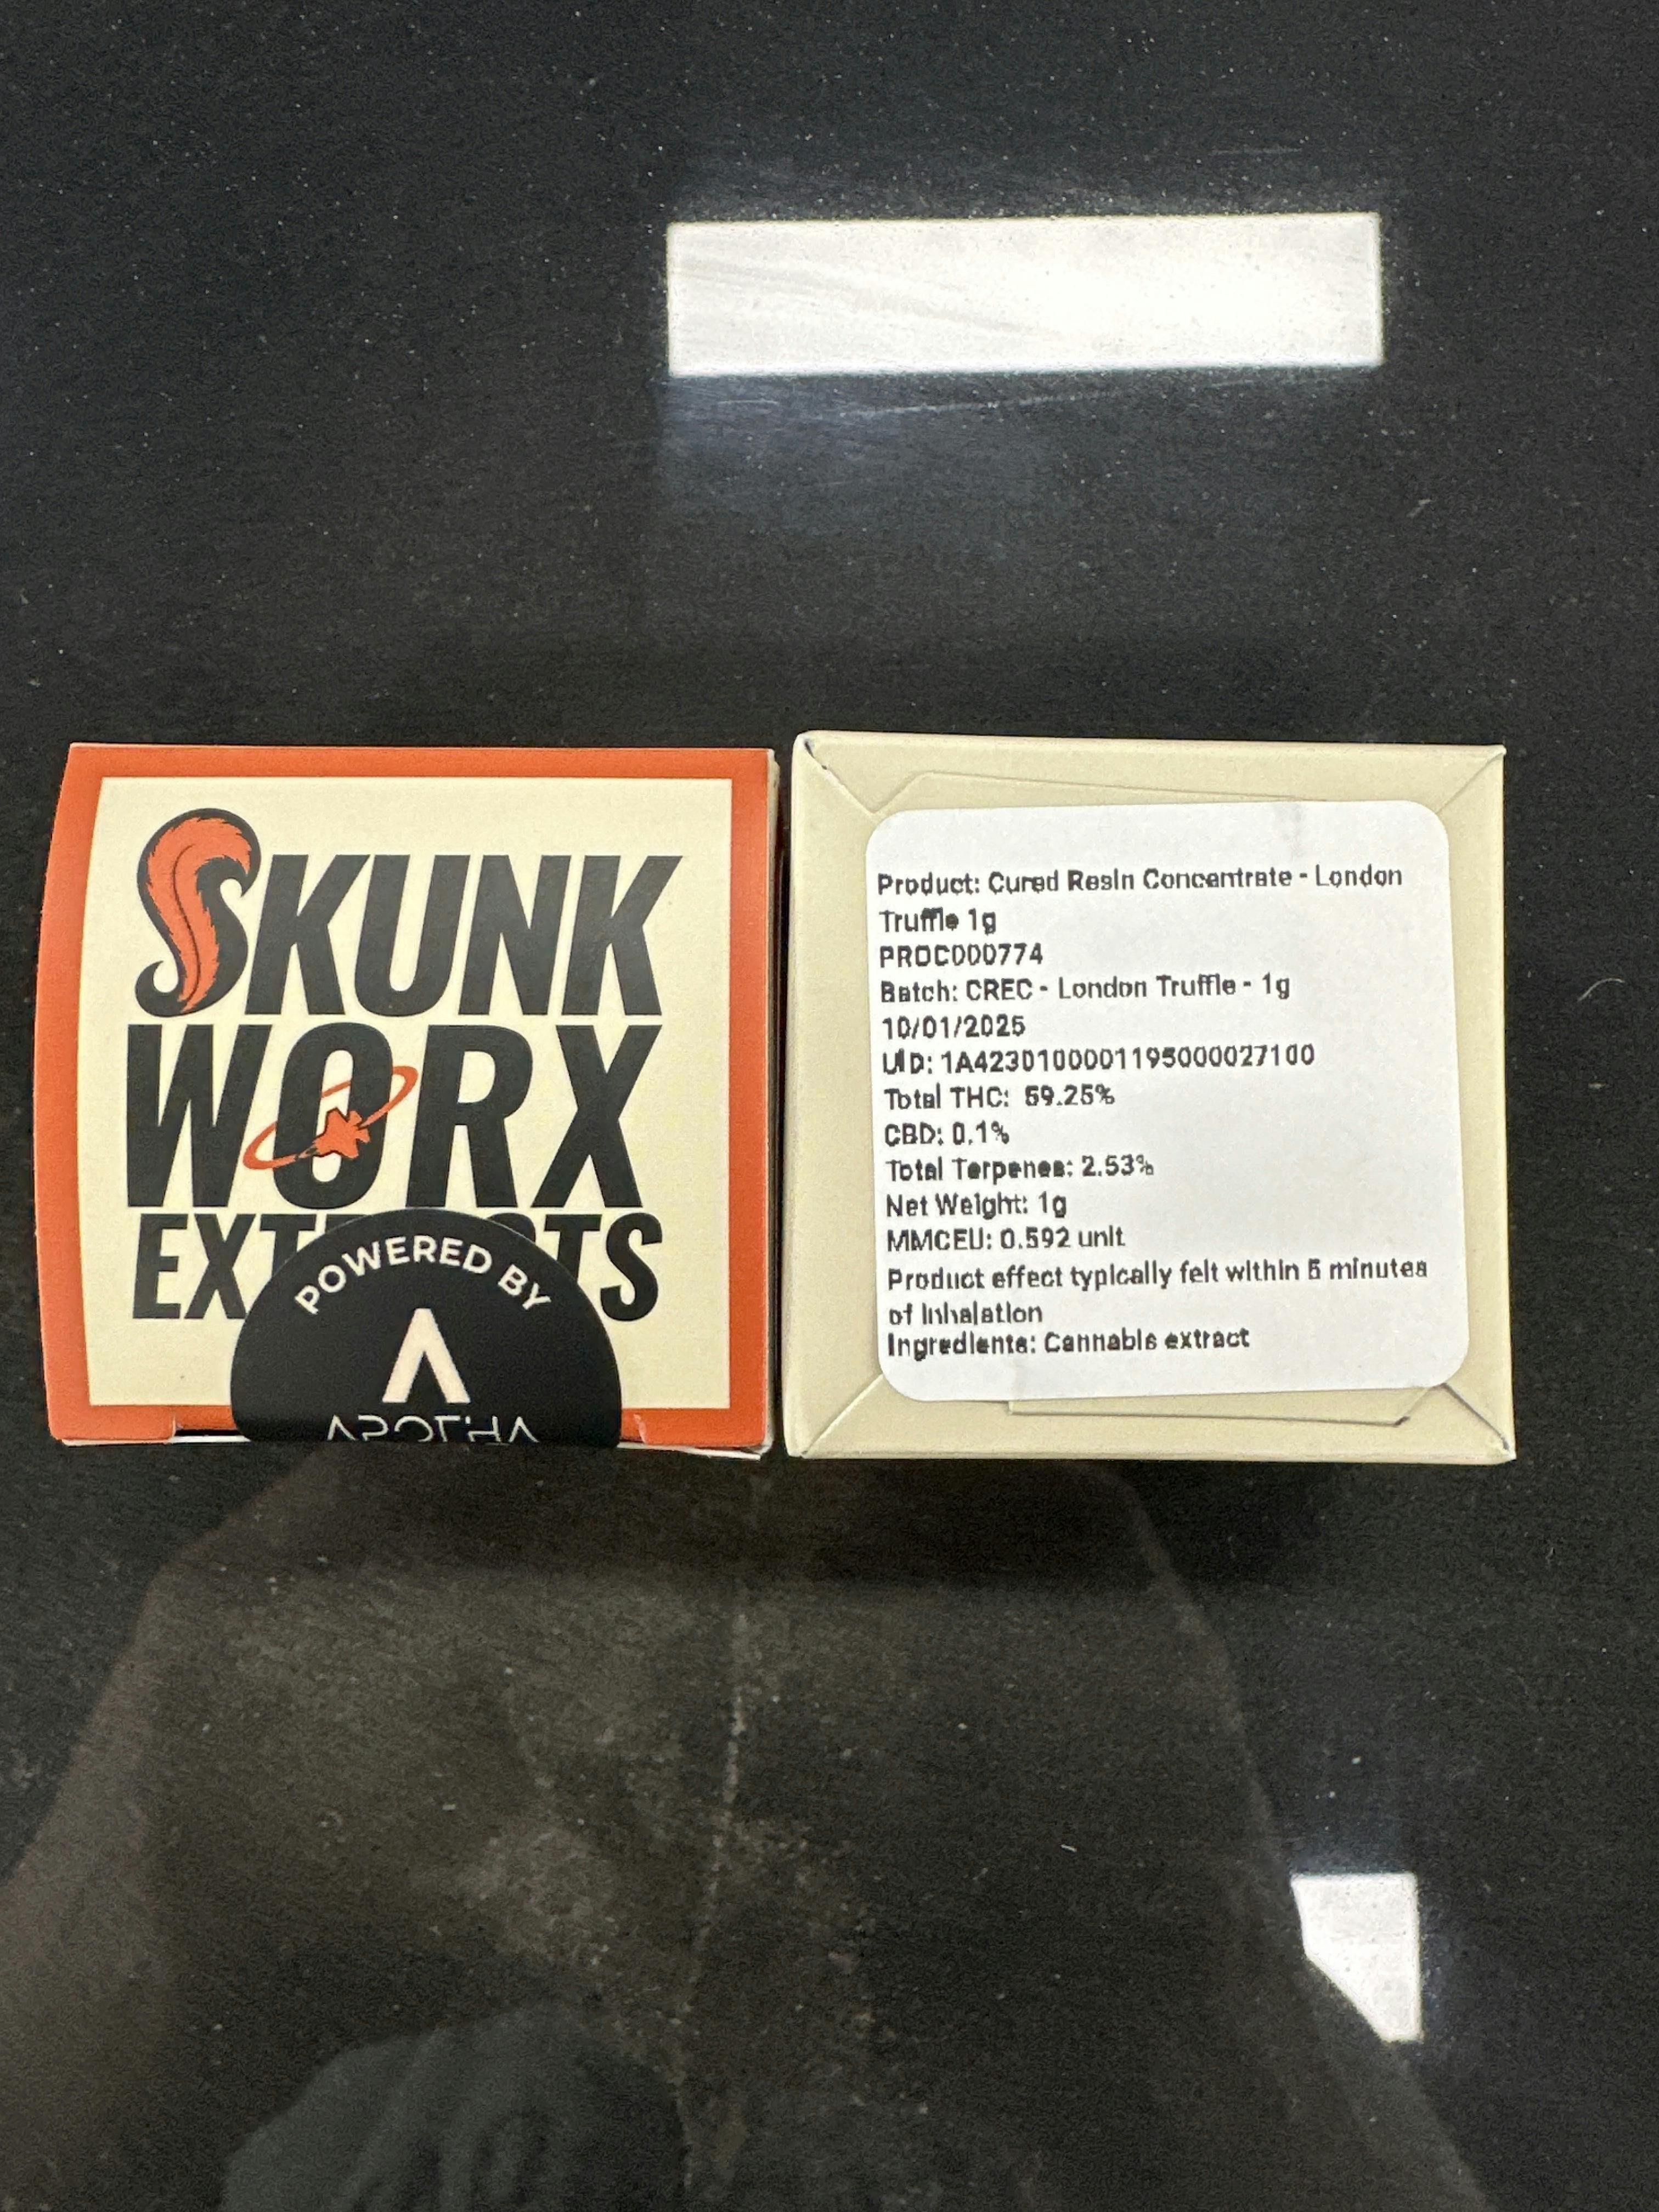 SKUNK
WORX
EXTRACTS
POWERED BY
APOTHA
Product: Cured Resin Concentrate - London
Truffle 1g
PROC000774
Batch: CREC - London Truffle - 1g
10/01/2025
UID: 1A4230100001195000027100
Total THC: 59.25%
CBD: 0.1%
Total Terpenes: 2.53%
Net Weight: 1g
MMCEU: 0.592 unit
Product effect typically felt within 5 minutes
of Inhalation
Ingredients: Cannabis extract